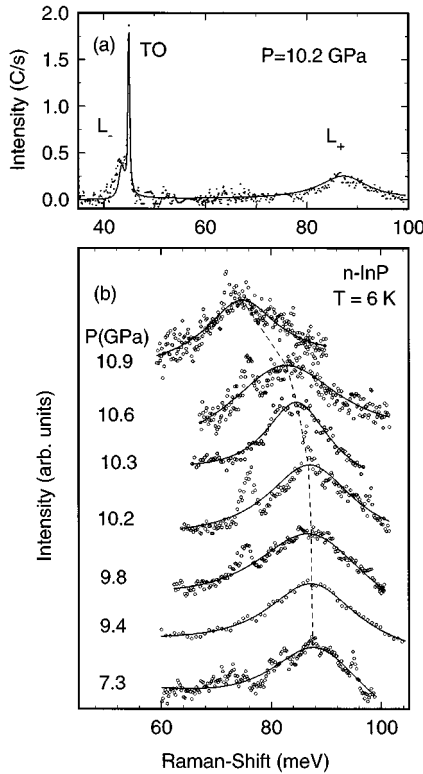 2.0
(a)
TO
P=10.2 GPa
1.5
1.0
L₋
L₊
0.5
0.0
Intensity (C/s)
40
60
80
100
(b)
n-InP
T = 6 K
P(GPa)
10.9
10.6
10.3
10.2
9.8
9.4
7.3
Intensity (arb. units)
60
80
100
Raman-Shift (meV)